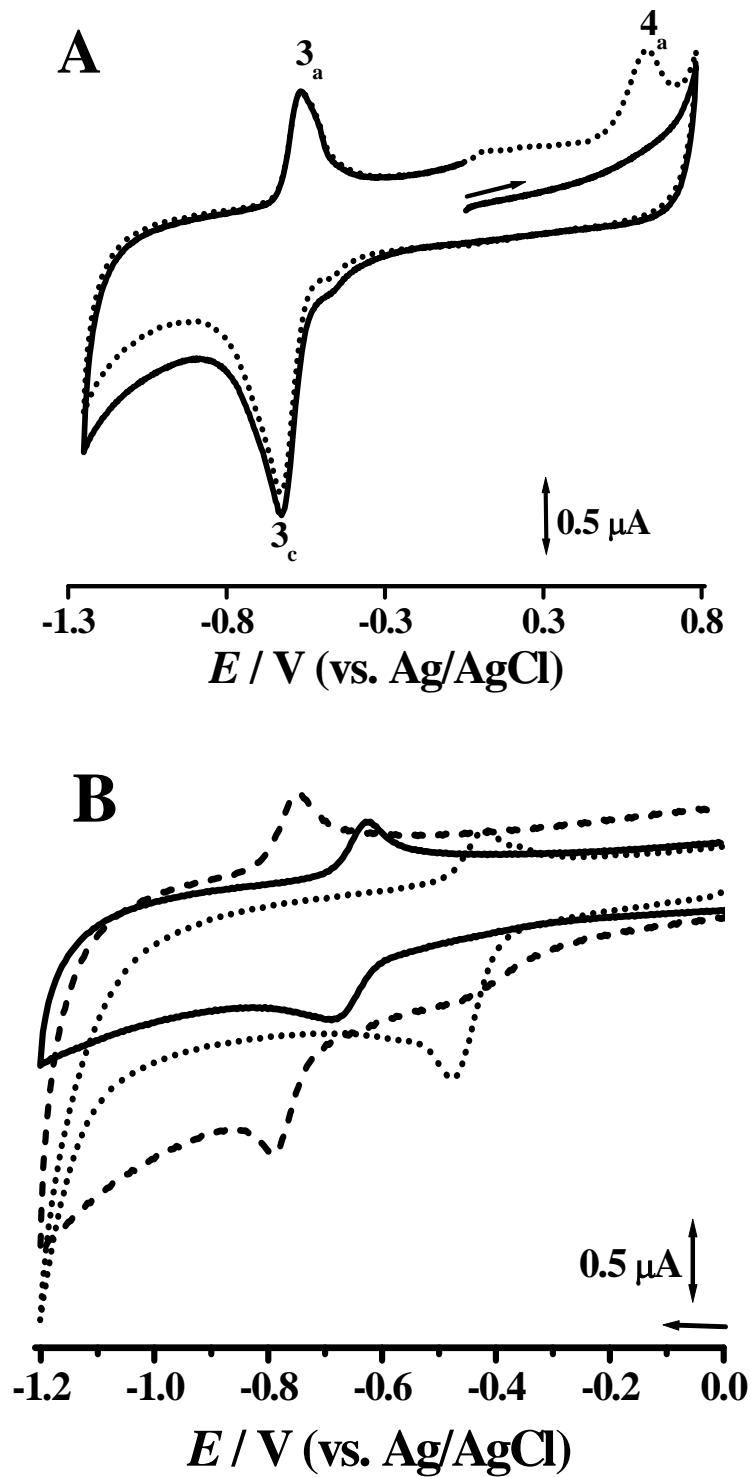 A
3a
4a
3c
0.5 μA
-1.3 -0.8 -0.3 0.3 0.8
E / V (vs. Ag/AgCl)
B
0.5 μA
-1.2 -1.0 -0.8 -0.6 -0.4 -0.2 0.0
E / V (vs. Ag/AgCl)